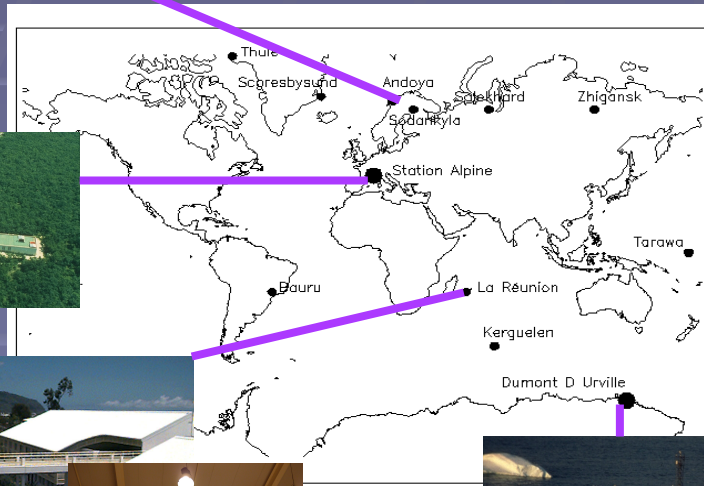 Thule
Scoresbysund
Andoya
Salekhard
Zhigansk
Sodankyla
Station Alpine
Tarawa
Bauru
La Réunion
Kerguelen
Dumont D Urville